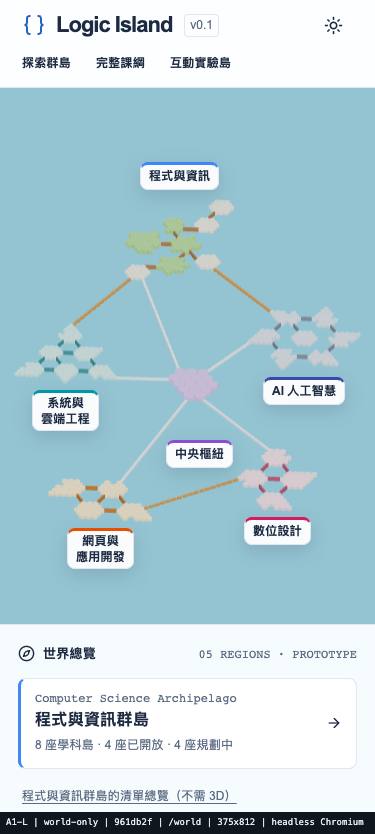 { } Logic Island v0.1
探索群島 完整課綱 互動實驗島
程式與資訊
系統與
雲端工程
AI 人工智慧
中央樞紐
網頁與
應用開發
數位設計
世界總覽 05 REGIONS · PROTOTYPE
Computer Science Archipelago
程式與資訊群島
8 座學科島 · 4 座已開放 · 4 座規劃中
程式與資訊群島的清單總覽（不需 3D）
A1-L | world-only | 961db2f | /world | 375x812 | headless Chromium